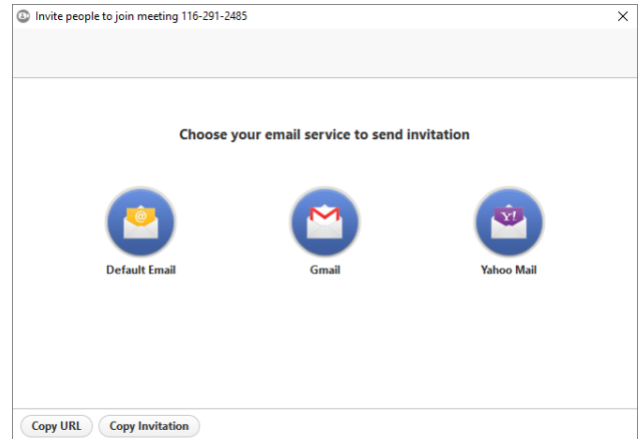 Invite people to join meeting 116-291-2485
Choose your email service to send invitation
@
Y!
Default Email
Gmail
Yahoo Mail
Copy URL
Copy Invitation